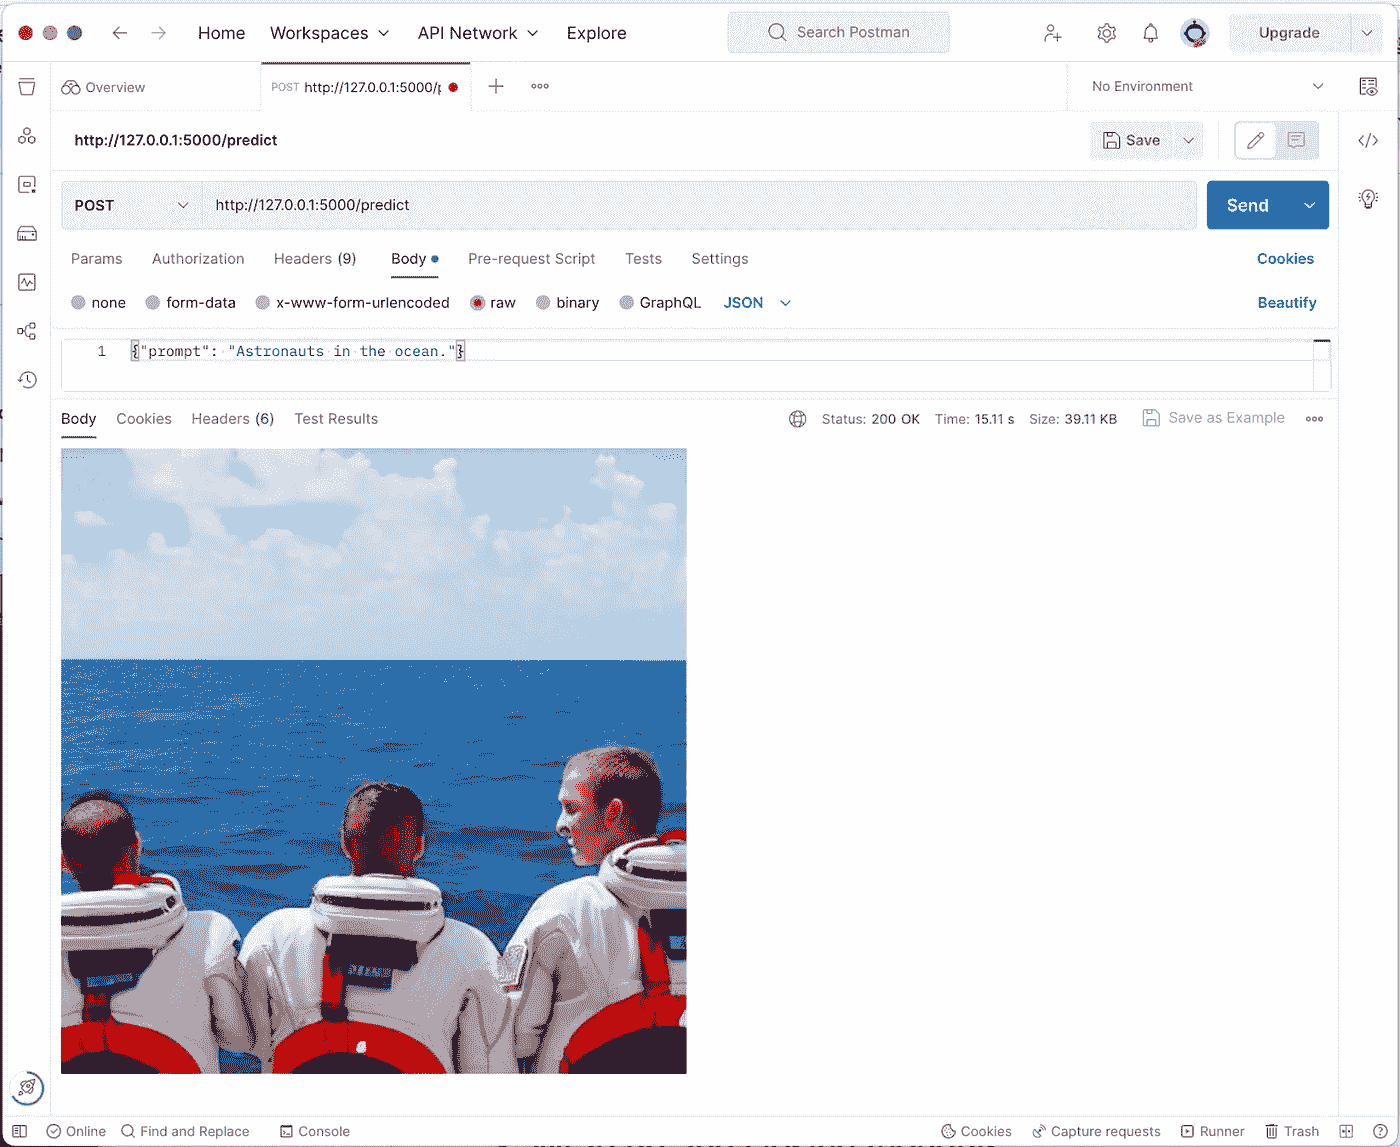 Home Workspaces API Network Explore Search Postman Upgrade
Overview POST http://127.0.0.1:5000/p No Environment
http://127.0.0.1:5000/predict Save
POST http://127.0.0.1:5000/predict Send
Params Authorization Headers (9) Body Pre-request Script Tests Settings Cookies
none form-data x-www-form-urlencoded raw binary GraphQL JSON Beautify
1 {"prompt": "Astronauts in the ocean."}
Body Cookies Headers (6) Test Results Status: 200 OK Time: 15.11 s Size: 39.11 KB Save as Example
Online Find and Replace Console Cookies Capture requests Runner Trash